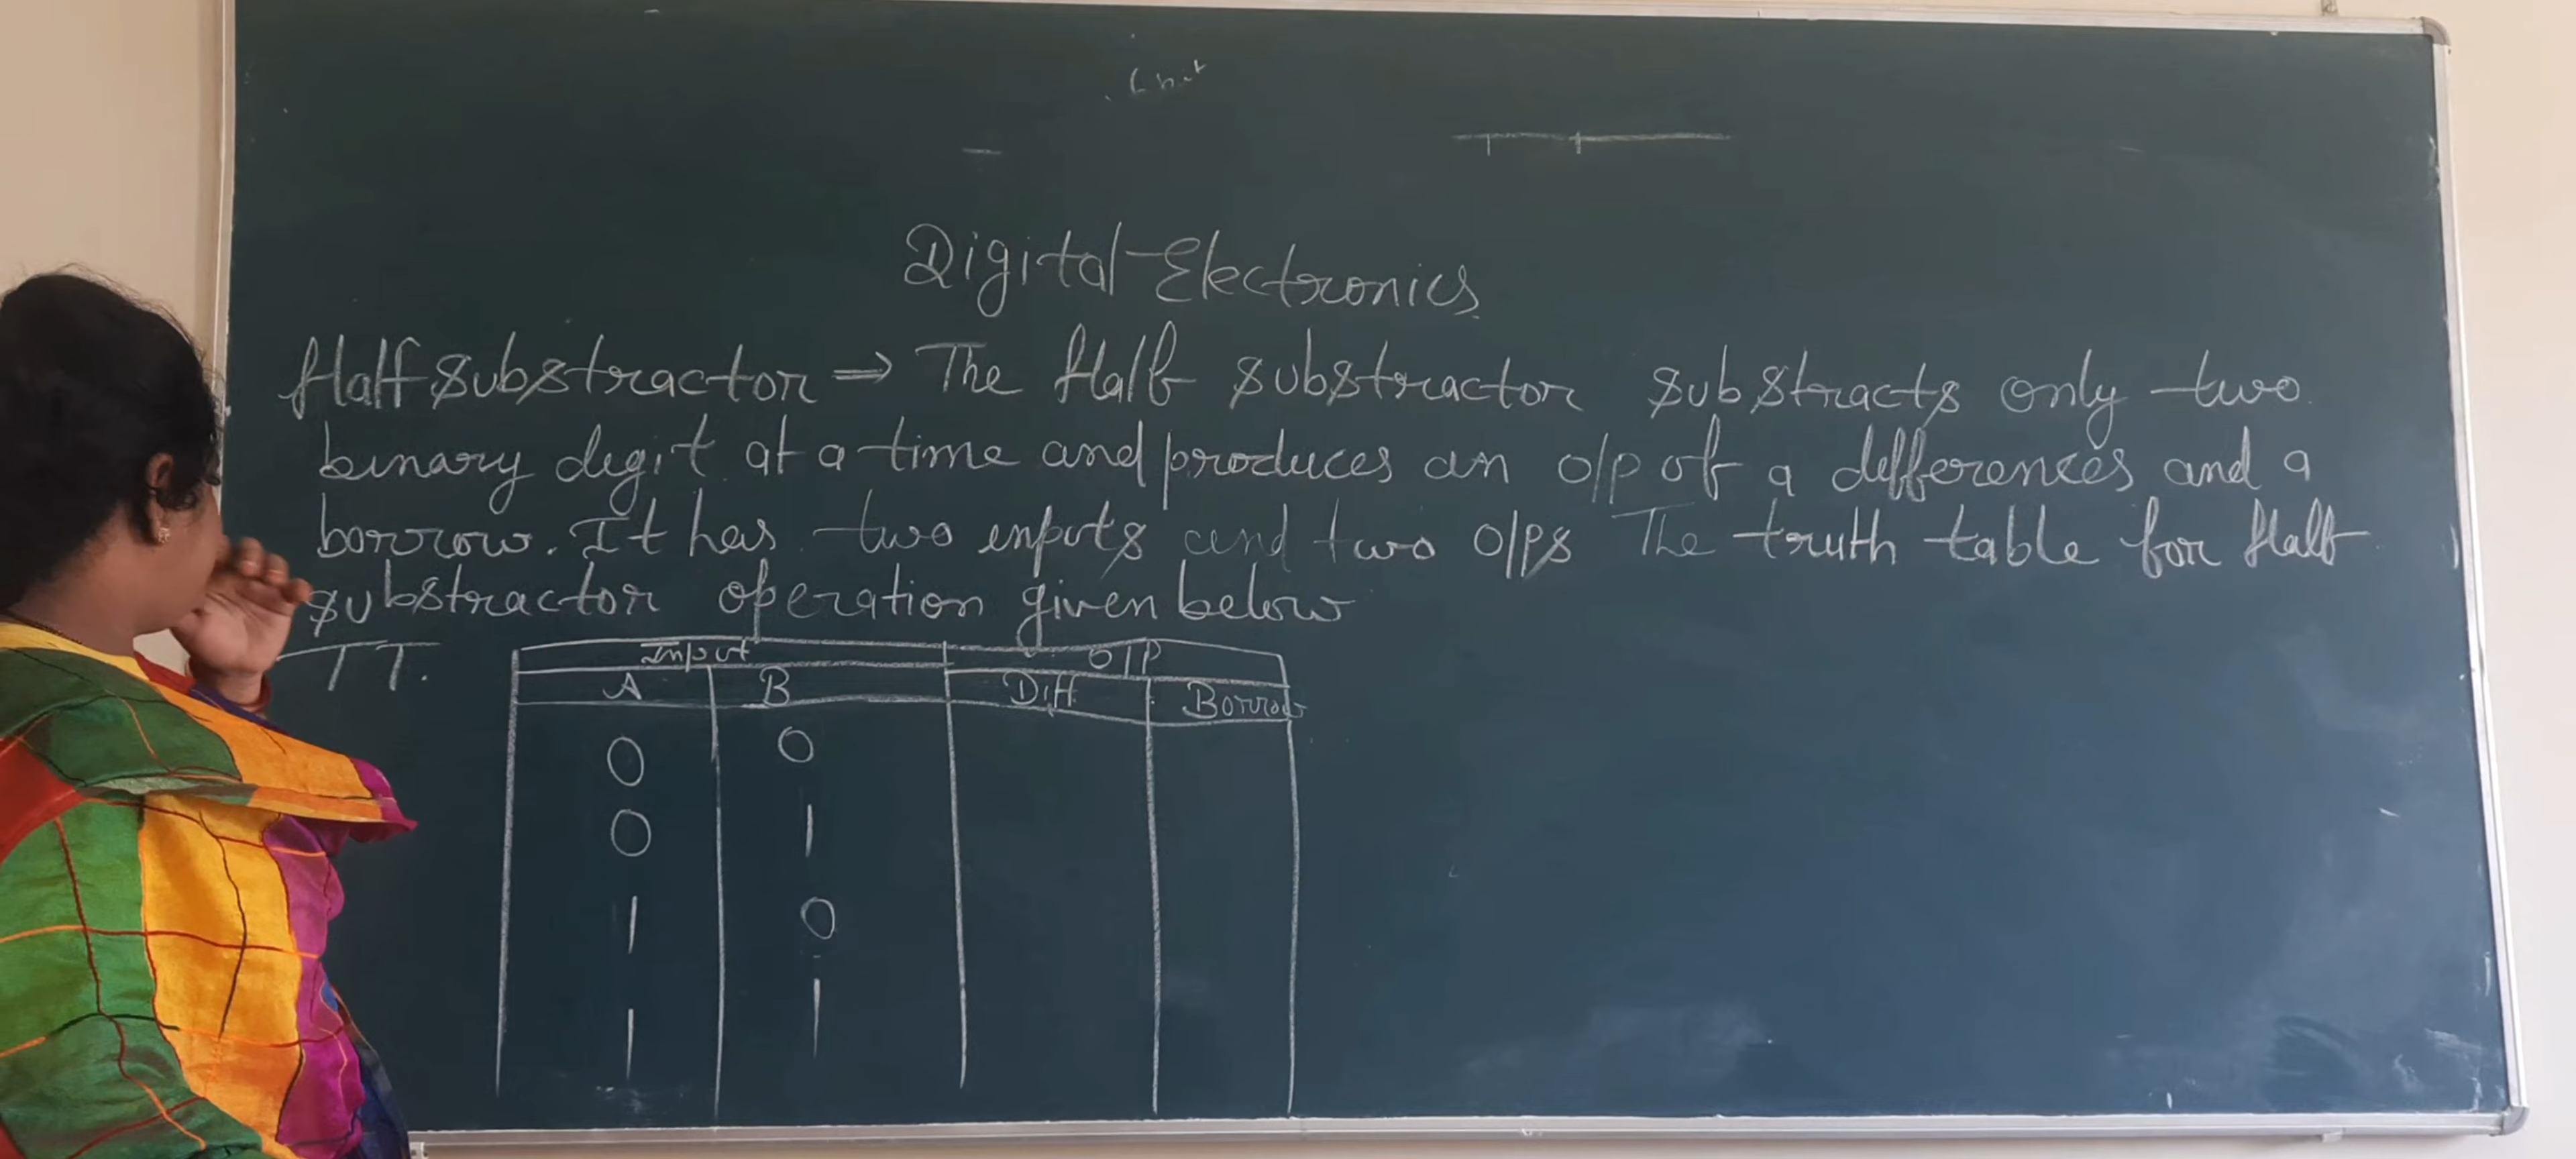 Digital Electronics
Half substractor ⇒ The Half substractor substracts only two
binary degit at a time and produces an o/p of a defferences and a
borrow. It has two enputs and two o/ps The truth table for Half
substractor operation given below
T T.
Input O/P
A B Diff. Borrow
0 0
0 1
1 0
1 1